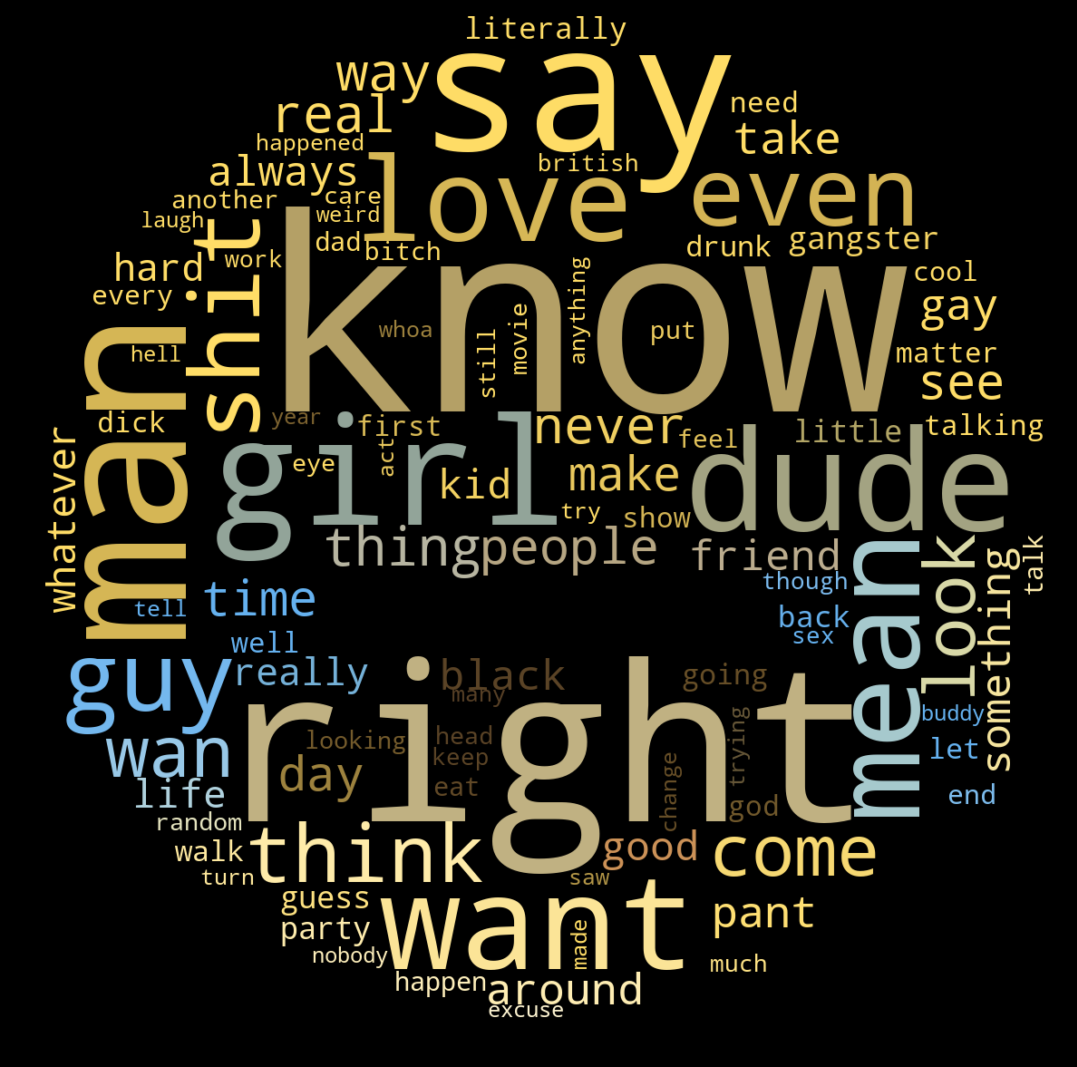 literally
say
way
need
real
take
happened
british
always
love
even
another
care
weird
laugh
shit
dad
bitch
drunk
gangster
hard
work
know
cool
every
anything
gay
whoa
still
movie
put
man
hell
matter
see
dick
year
first
never
feel
little
talking
whatever
girl
eye
act
kid
make
dude
try
show
thing
people
friend
mean
look
something
talk
though
tell
time
back
sex
well
guy
really
right
black
many
going
buddy
wan
looking
head
keep
trying
let
life
day
eat
change
god
end
random
walk
think
good
come
turn
saw
guess
want
pant
party
made
nobody
much
happen
around
excuse